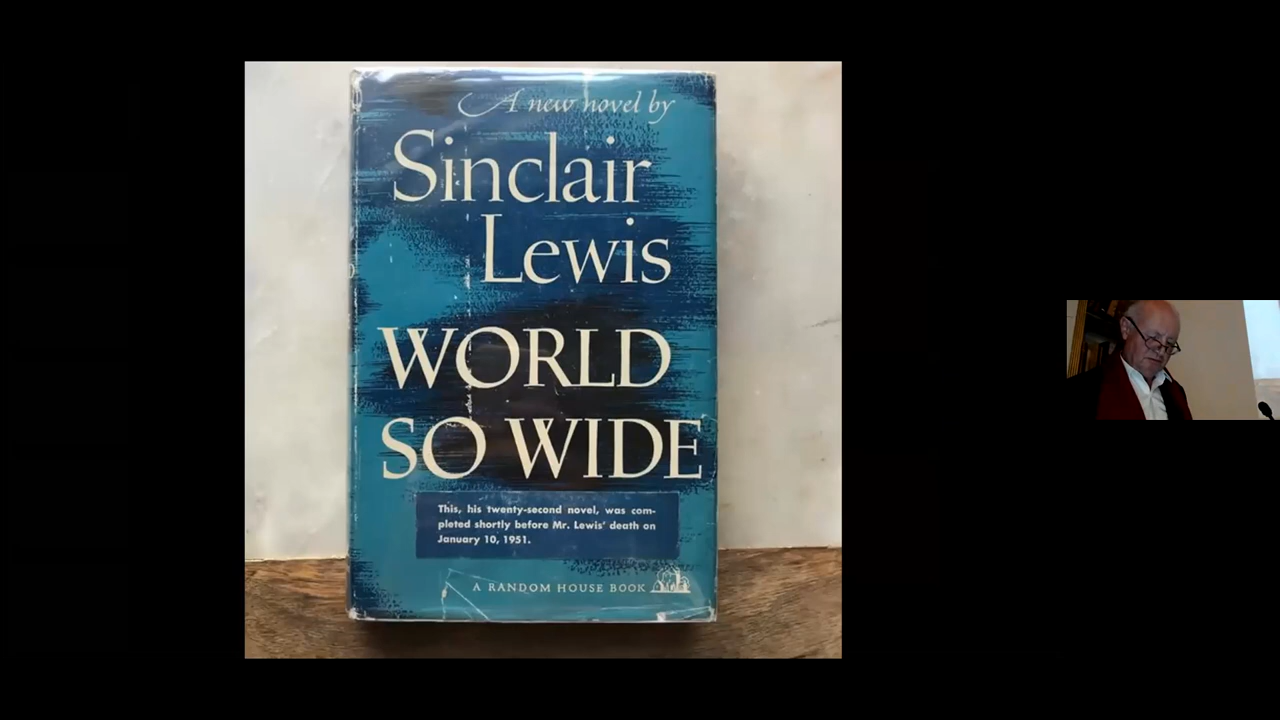 A new novel by
Sinclair
Lewis
WORLD
SO WIDE
This, his twenty-second novel, was com-
pleted shortly before Mr. Lewis' death on
January 10, 1951.
A RANDOM HOUSE BOOK